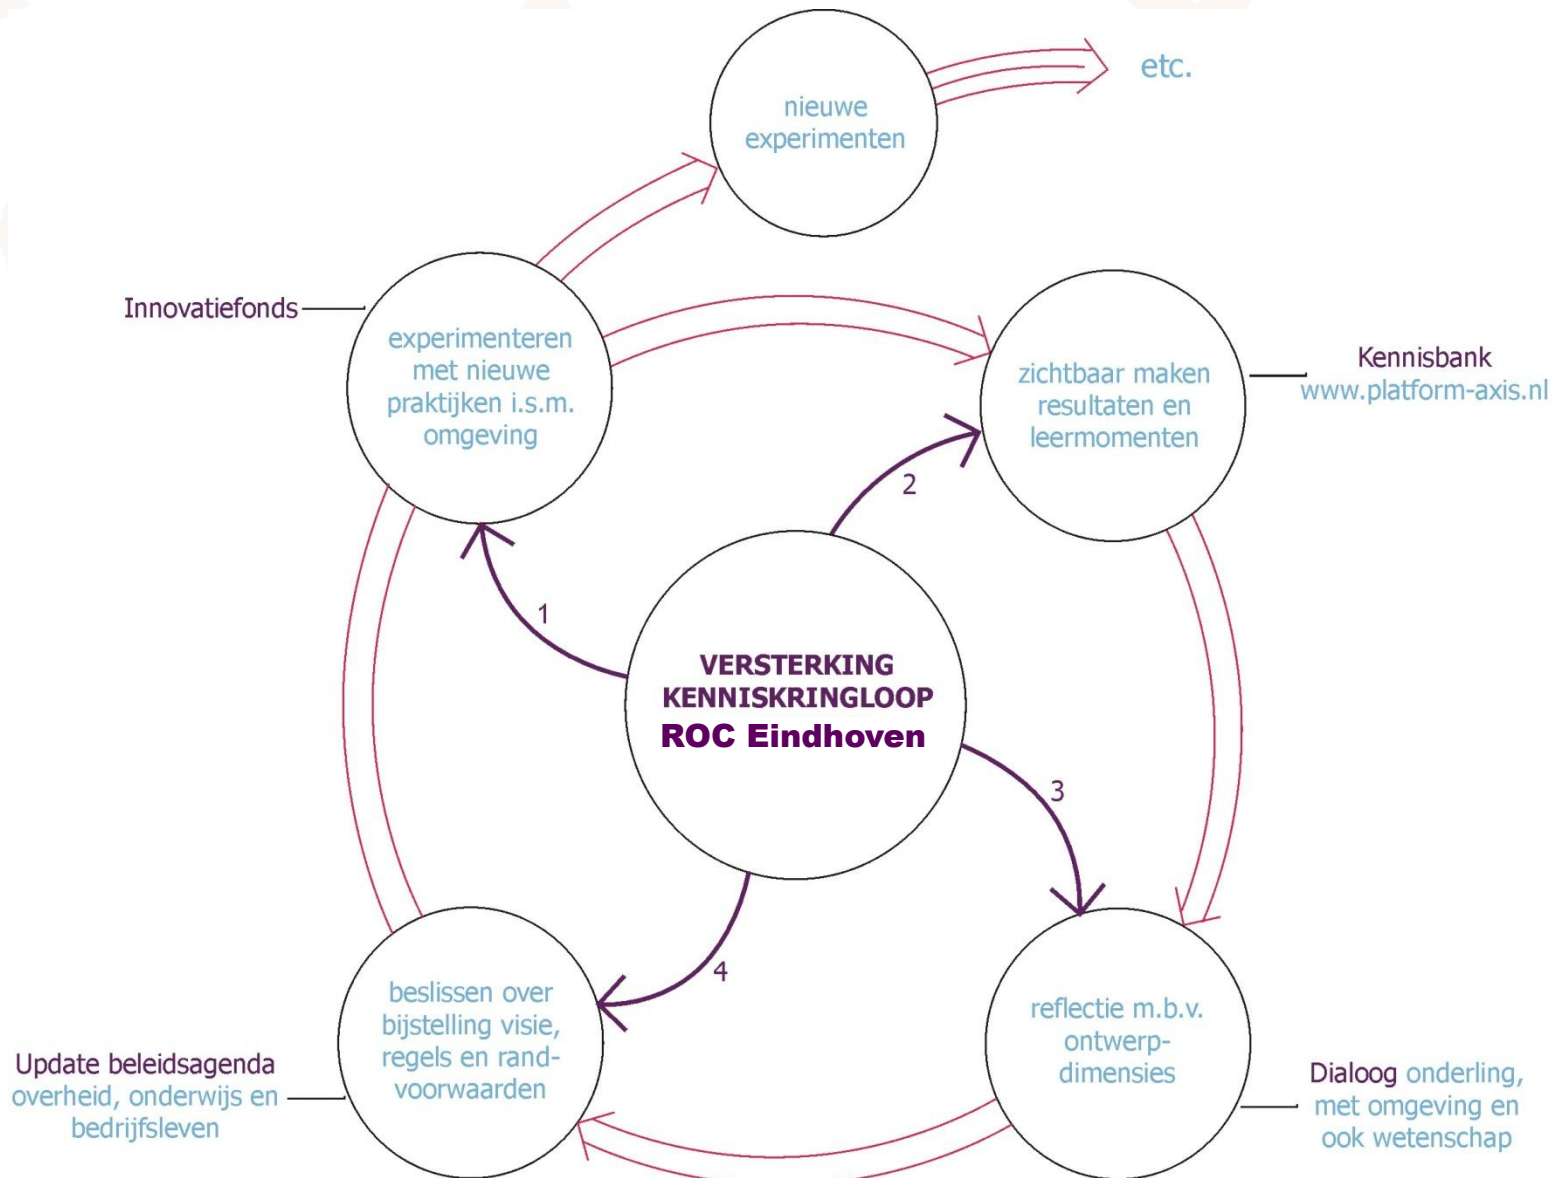 nieuwe
experimenten
etc.
Innovatiefonds
experimenteren
met nieuwe
praktijken i.s.m.
omgeving
zichtbaar maken
resultaten en
leermomenten
Kennisbank
www.platform-axis.nl
2
1
VERSTERKING
KENNISKRINGLOOP
ROC Eindhoven
3
4
beslissen over
bijstelling visie,
regels en rand-
voorwaarden
Update beleidsagenda
overheid, onderwijs en
bedrijfsleven
reflectie m.b.v.
ontwerp-
dimensies
Dialoog onderling,
met omgeving en
ook wetenschap